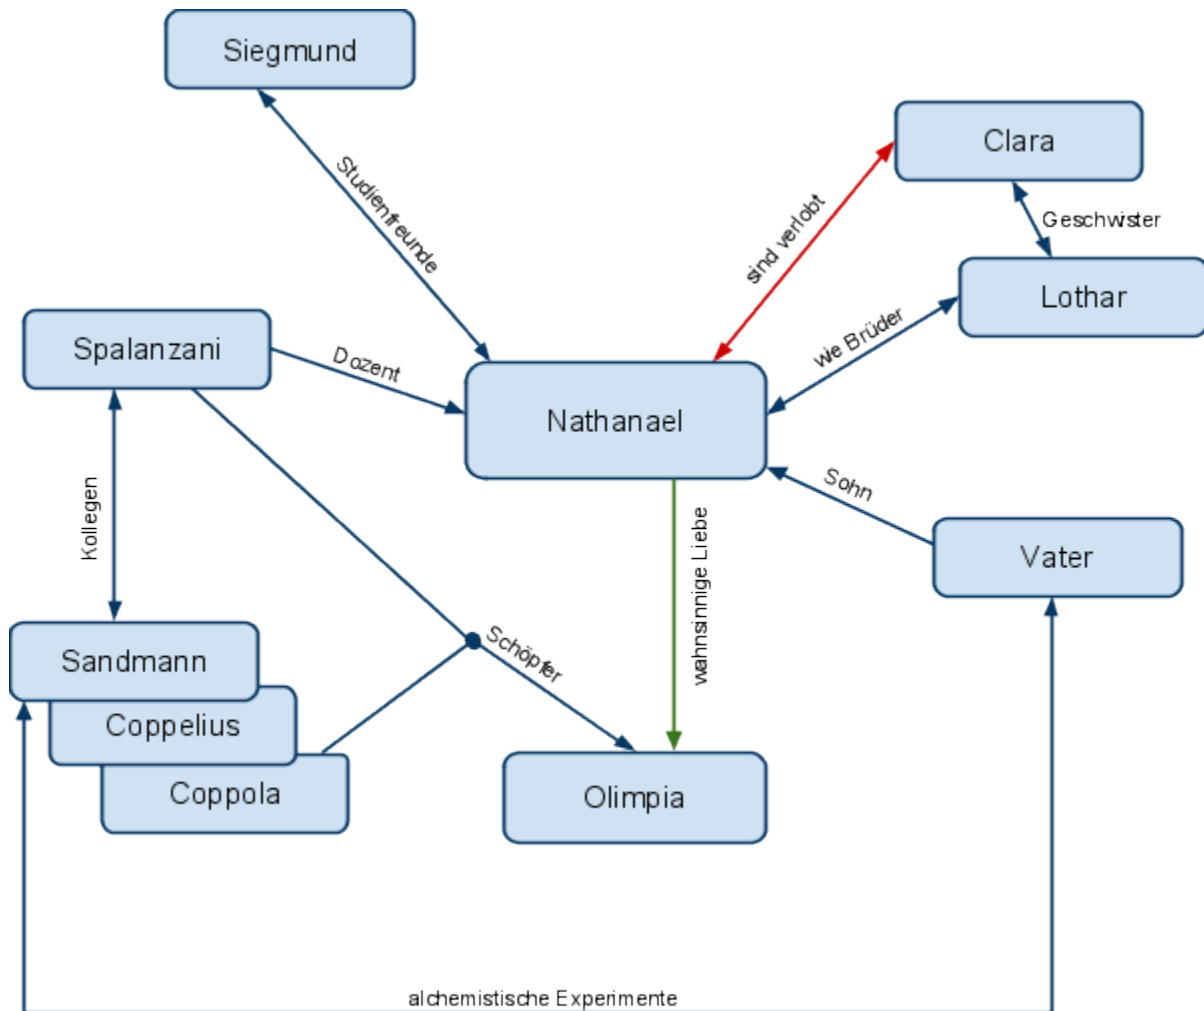 Siegmund
Clara
Studienfreunde
sind verlobt
Geschwister
Lothar
Spalanzani
Dozent
wie Brüder
Nathanael
Sohn
Kollegen
wahnsinnige Liebe
Vater
Sandmann
Schöpfer
Coppelius
Coppola
Olimpia
alchemistische Experimente